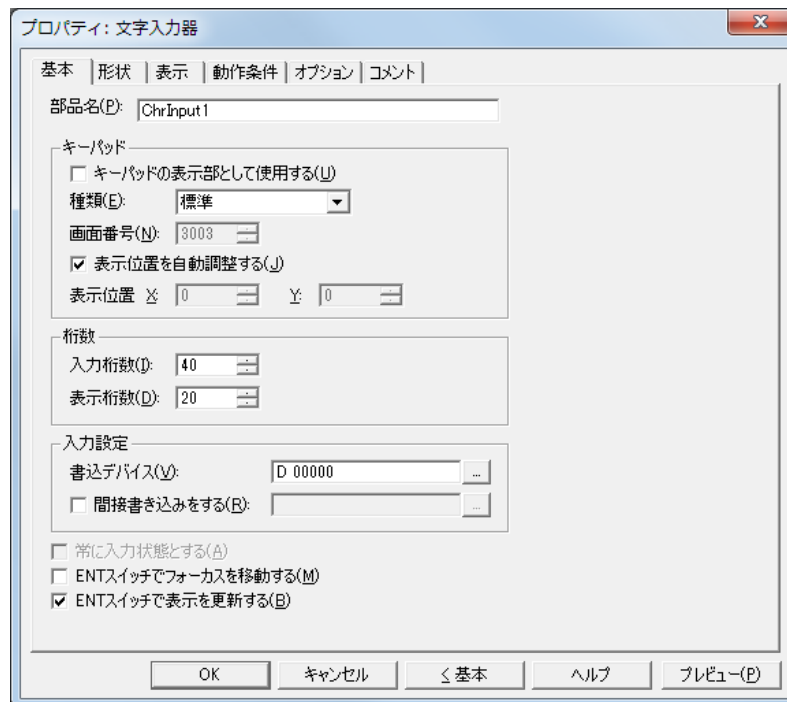 プロパティ: 文字入力器
基本 形状 表示 動作条件 オプション コメント
部品名(P): ChrInput1
キーパッド
キーパッドの表示部として使用する(U)
種類(E): 標準
画面番号(N): 3003
表示位置を自動調整する(J)
表示位置 X: 0 Y: 0
桁数
入力桁数(I): 40
表示桁数(D): 20
入力設定
書込デバイス(V): D 00000 ...
間接書き込みをする(R): ...
常に入力状態とする(A)
ENTスイッチでフォーカスを移動する(M)
ENTスイッチで表示を更新する(B)
OK キャンセル < 基本 ヘルプ プレビュー(P)